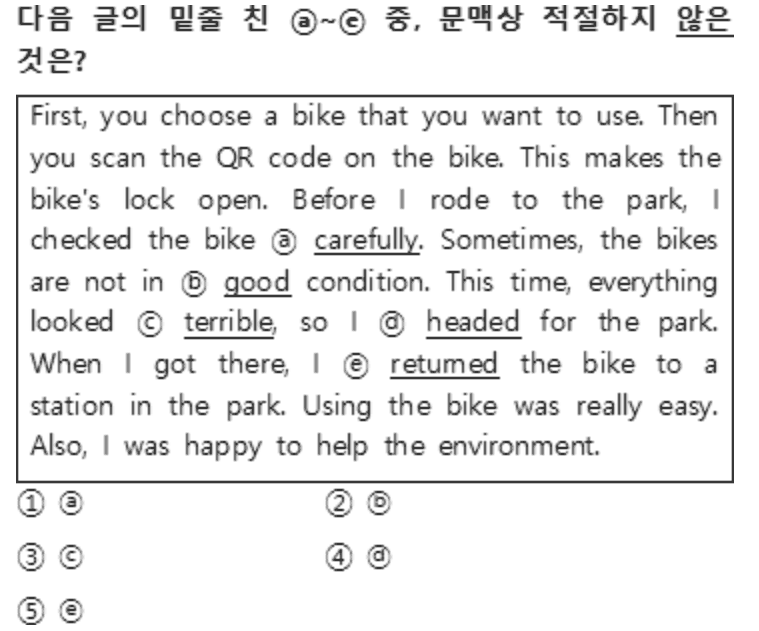 다음 글의 밑줄 친 ⓐ~ⓔ 중, 문맥상 적절하지 않은
것은?
First, you choose a bike that you want to use. Then
you scan the QR code on the bike. This makes the
bike's lock open. Before I rode to the park, I
checked the bike ⓐ carefully. Sometimes, the bikes
are not in ⓑ good condition. This time, everything
looked ⓒ terrible, so I ⓓ headed for the park.
When I got there, I ⓔ returned the bike to a
station in the park. Using the bike was really easy.
Also, I was happy to help the environment.
① ⓐ ② ⓑ
③ ⓒ ④ ⓓ
⑤ ⓔ